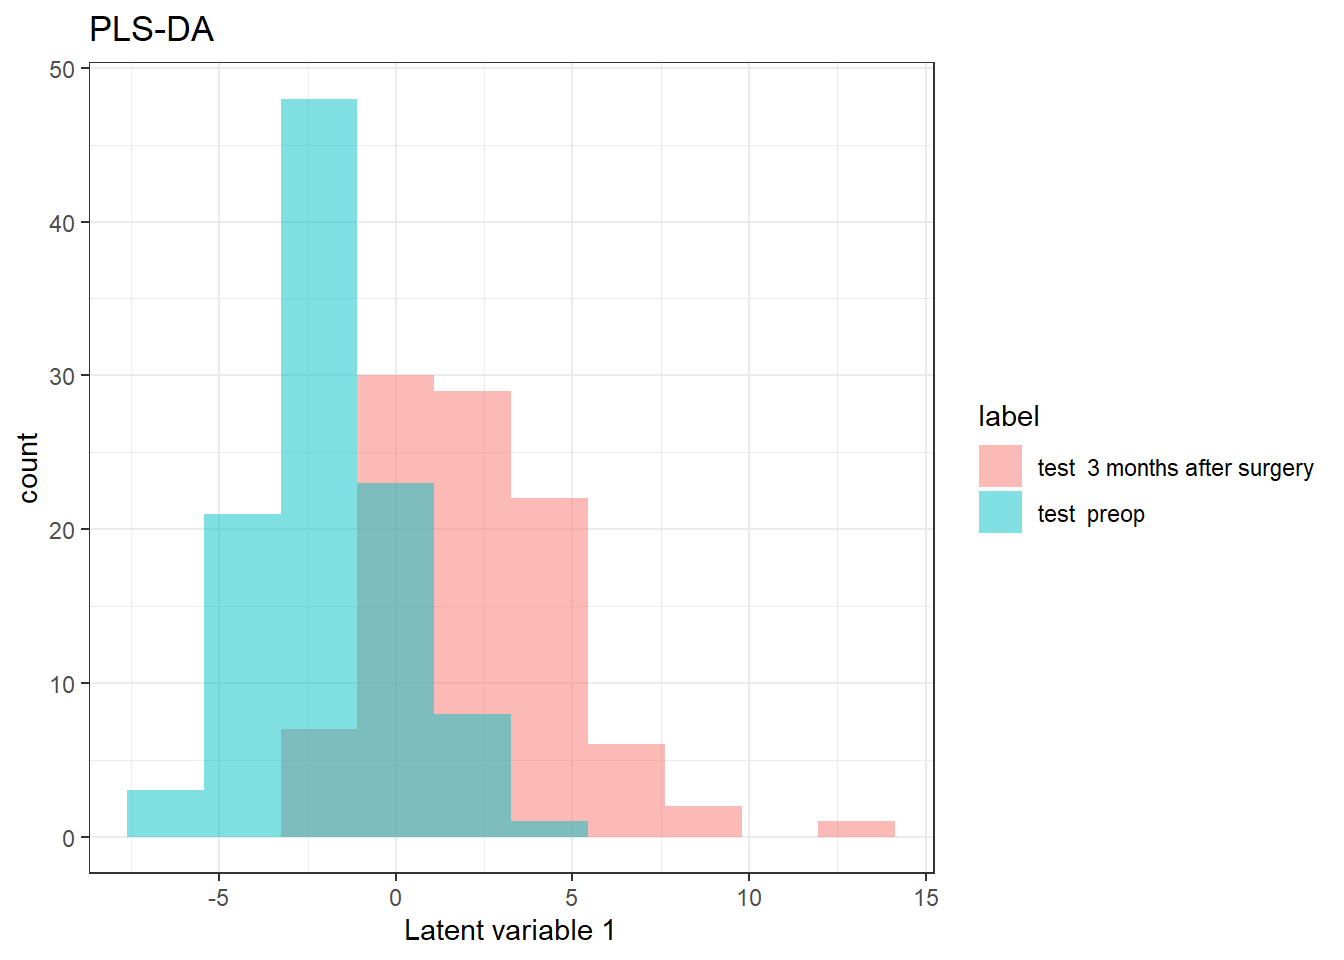 PLS-DA
50
40
30
20
10
0
count
-5 0 5 10 15
Latent variable 1
label
test  3 months after surgery
test  preop